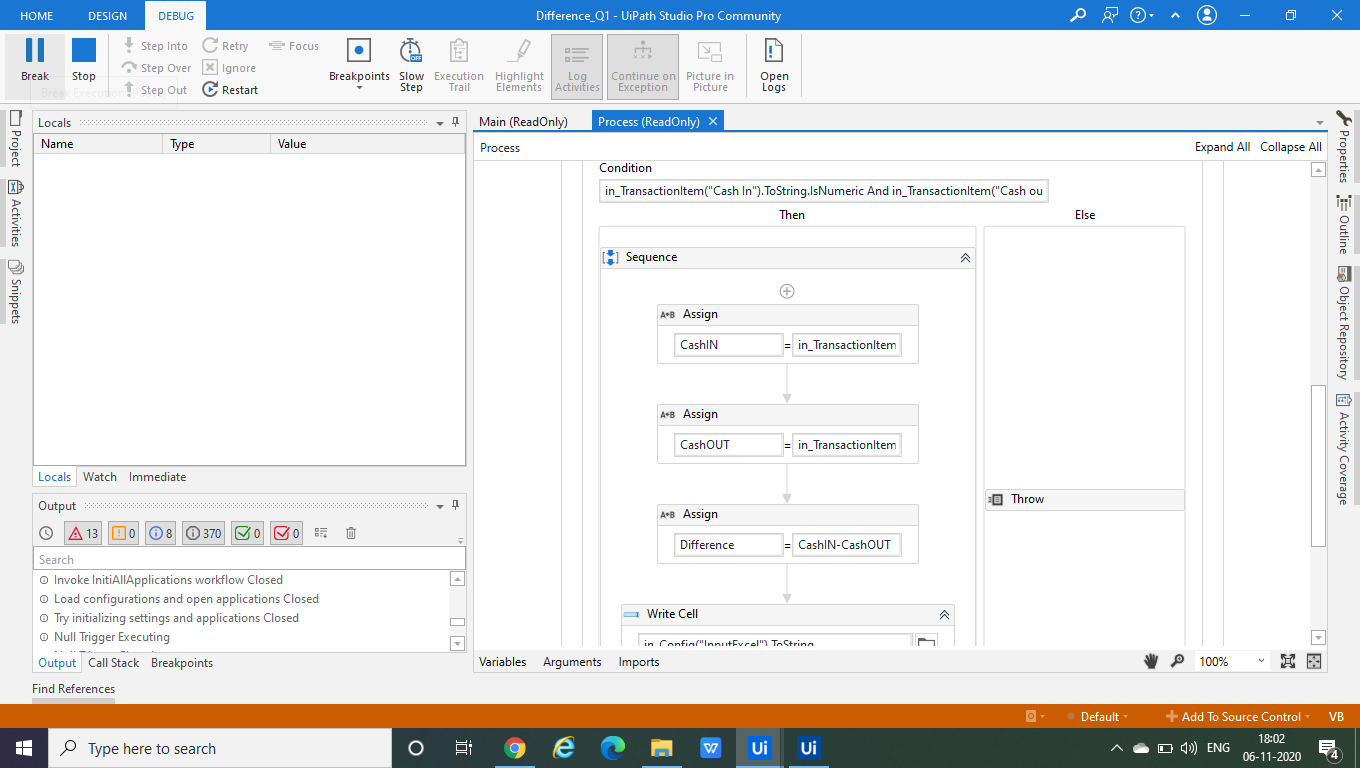 HOME DESIGN DEBUG Difference_Q1 - UiPath Studio Pro Community
Break Stop Step Into Step Over Step Out Retry Ignore Restart Focus
Breakpoints Slow Step Execution Trail Highlight Elements Log Activities Continue on Exception Picture in Picture Open Logs
OFF
Project
Activities
Snippets
Locals
Name Type Value
Locals Watch Immediate
Output
13 0 8 370 0 0
Search
Invoke InitiAllApplications workflow Closed
Load configurations and open applications Closed
Try initializing settings and applications Closed
Null Trigger Executing
Output Call Stack Breakpoints
Find References
Main (ReadOnly) Process (ReadOnly)
Process Expand All Collapse All
Condition
in_TransactionItem("Cash In").ToString.IsNumeric And in_TransactionItem("Cash ou
Then Else
Sequence
A*B Assign
CashIN = in_TransactionItem
A*B Assign
CashOUT = in_TransactionItem
Throw
A*B Assign
Difference = CashIN-CashOUT
Write Cell
in_Config("InputExcel").ToString
Variables Arguments Imports 100%
Properties
Outline
Object Repository
Activity Coverage
Default Add To Source Control VB
Type here to search
Ui Ui
ENG 18:02
06-11-2020 4